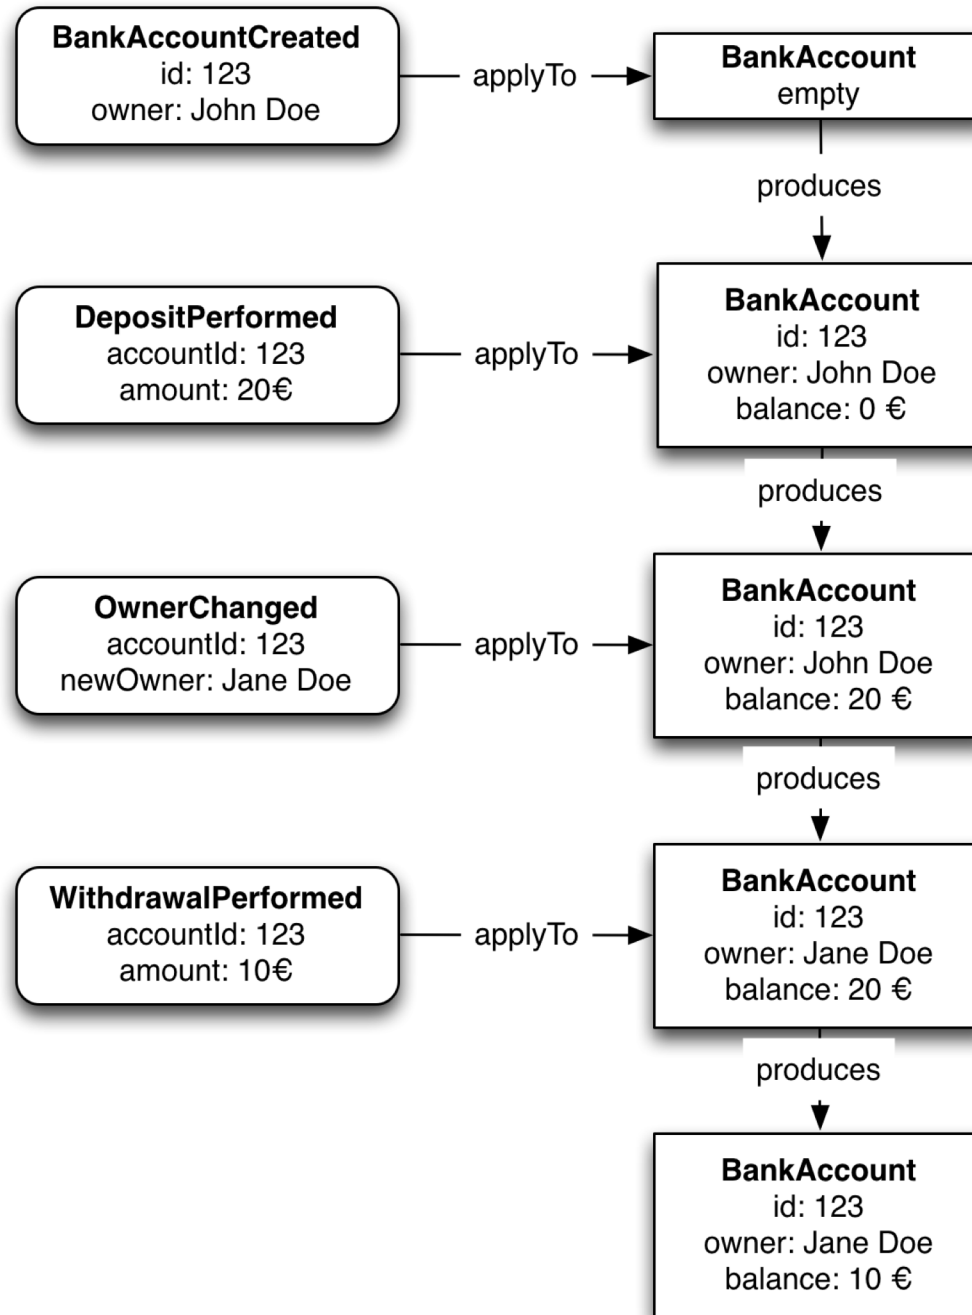 BankAccountCreated
id: 123
owner: John Doe
applyTo
BankAccount
empty
produces
DepositPerformed
accountId: 123
amount: 20€
applyTo
BankAccount
id: 123
owner: John Doe
balance: 0 €
produces
OwnerChanged
accountId: 123
newOwner: Jane Doe
applyTo
BankAccount
id: 123
owner: John Doe
balance: 20 €
produces
WithdrawalPerformed
accountId: 123
amount: 10€
applyTo
BankAccount
id: 123
owner: Jane Doe
balance: 20 €
produces
BankAccount
id: 123
owner: Jane Doe
balance: 10 €